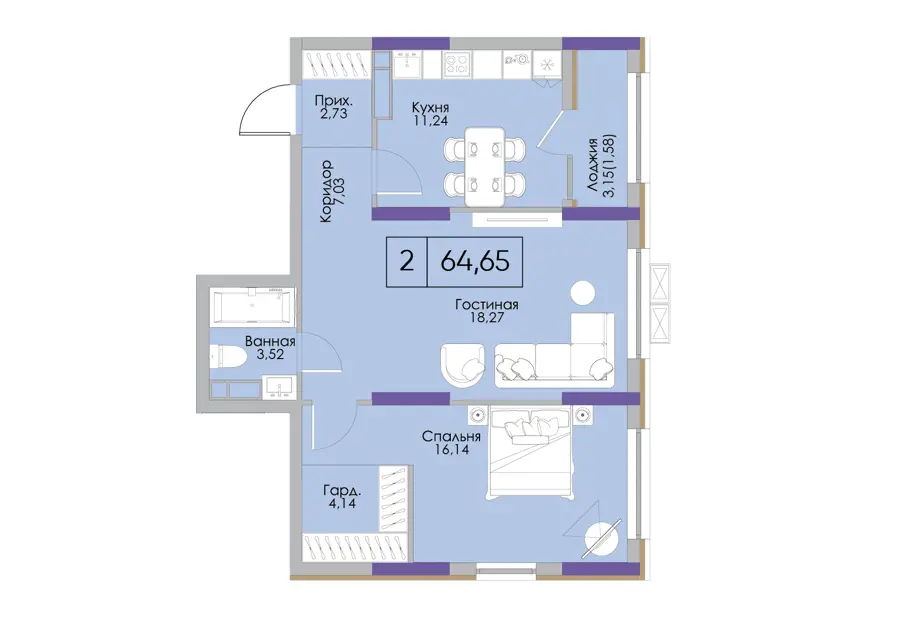 Прих.
2,73
Кухня
11,24
Лоджия
3,15(1,58)
Коридор
7,03
2 64,65
Гостиная
18,27
Ванная
3,52
Спальня
16,14
Гард.
4,14